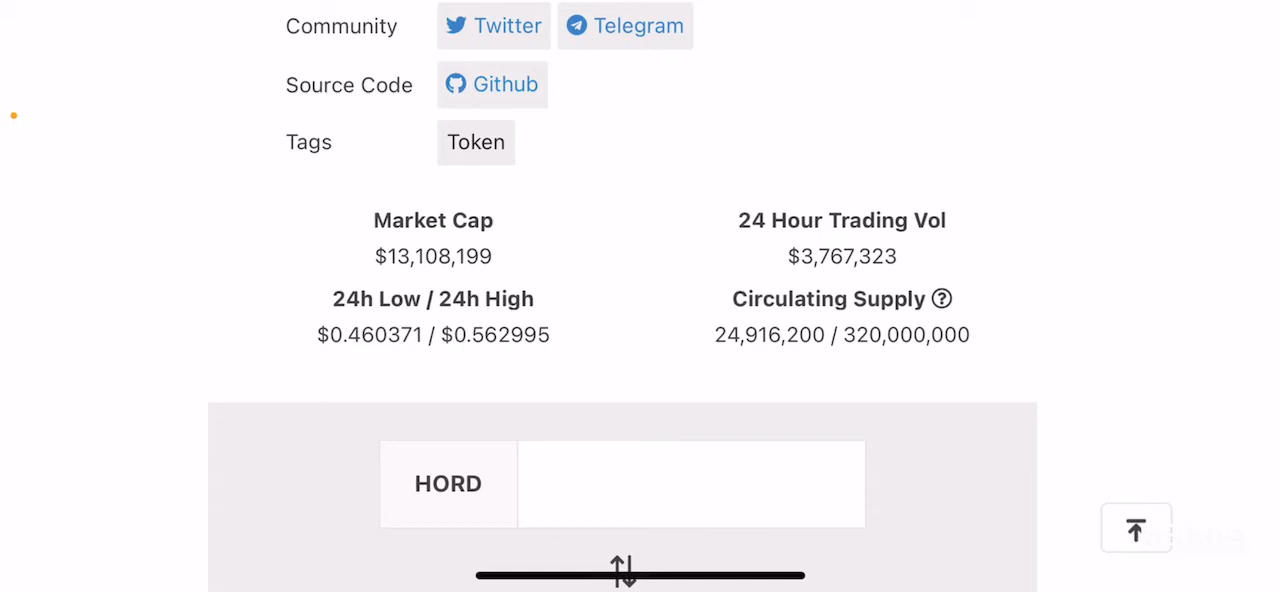 Community Twitter Telegram
Source Code Github
Tags Token
Market Cap 24 Hour Trading Vol
$13,108,199 $3,767,323
24h Low / 24h High Circulating Supply ?
$0.460371 / $0.562995 24,916,200 / 320,000,000
HORD